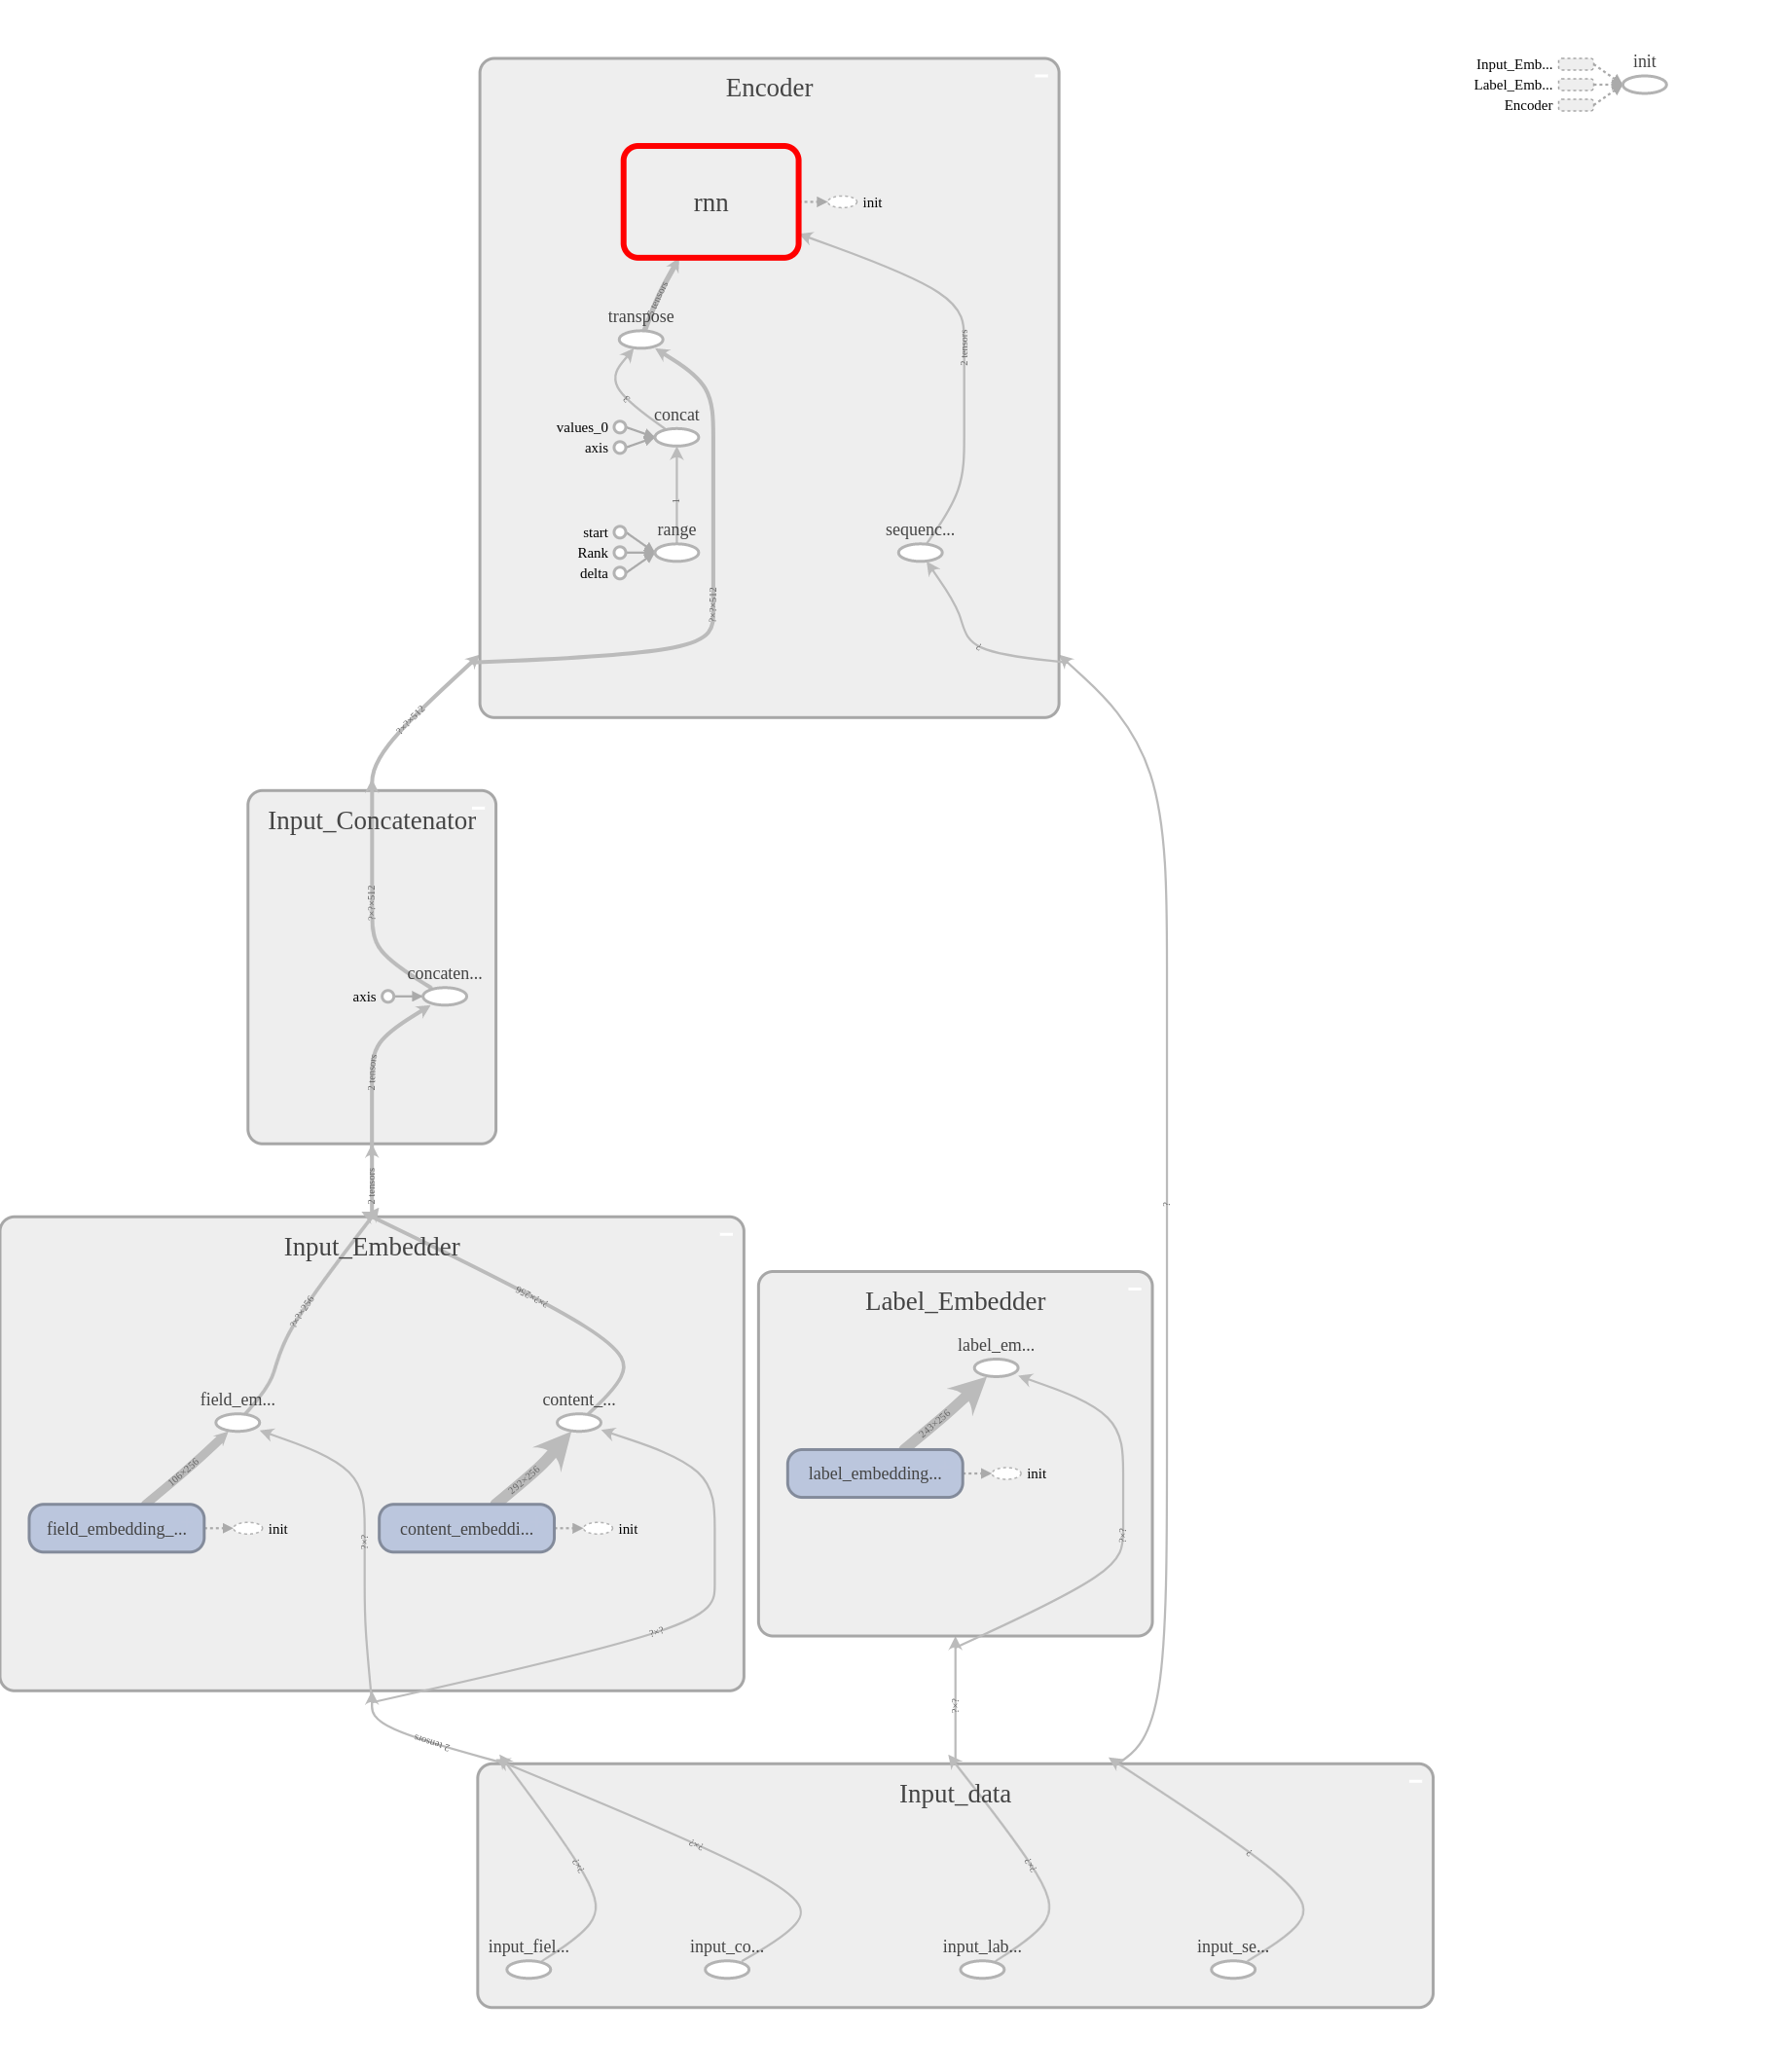 Input_Emb...
Label_Emb...
Encoder
init
Encoder
rnn
init
tensors
transpose
2 tensors
?
concat
values_0
axis
1
start
Rank
delta
range
sequenc...
?×?×512
?
?×?×512
Input_Concatenator
?×?×512
concaten...
axis
2 tensors
2 tensors
?
Input_Embedder
?×?×256
?×?×256
field_em...
content_...
106×256
292×256
field_embedding_...
init
content_embeddi...
init
?×?
?×?
Label_Embedder
label_em...
243×256
label_embedding...
init
?×?
?×?
2 tensors
Input_data
?×?
?×?
?×?
?
input_fiel...
input_co...
input_lab...
input_se...